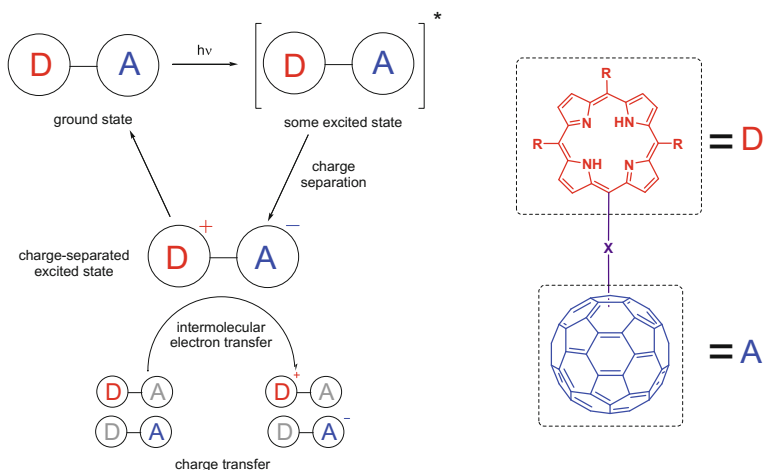 D A
hν
D A
*
ground state
some excited state
charge
separation
D + A −
charge-separated
excited state
intermolecular
electron transfer
D A
D + A
D A
D A −
charge transfer
R
N HN
R R
NH N
= D
X
= A